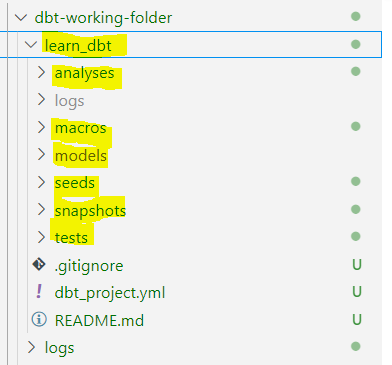 dbt-working-folder
learn_dbt
analyses
logs
macros
models
seeds
snapshots
tests
.gitignore U
! dbt_project.yml U
README.md U
logs